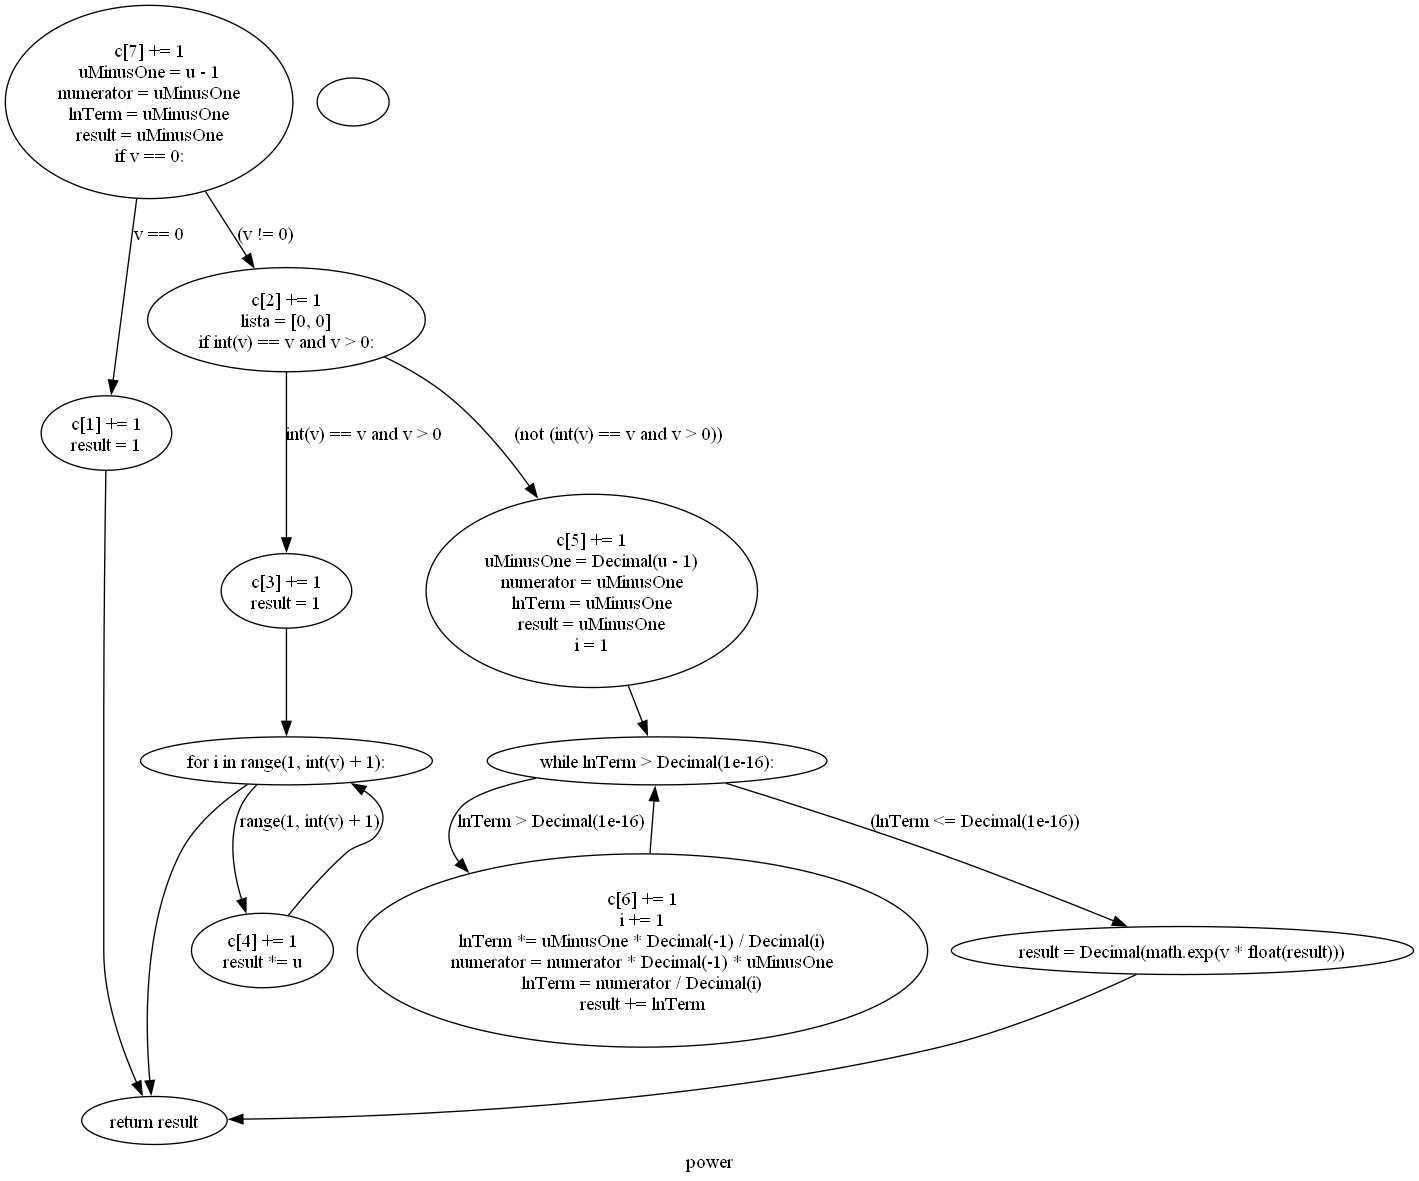 c[7] += 1
uMinusOne = u - 1
numerator = uMinusOne
lnTerm = uMinusOne
result = uMinusOne
if v == 0:
v == 0
(v != 0)
c[2] += 1
lista = [0, 0]
if int(v) == v and v > 0:
c[1] += 1
result = 1
int(v) == v and v > 0
(not (int(v) == v and v > 0))
c[3] += 1
result = 1
c[5] += 1
uMinusOne = Decimal(u - 1)
numerator = uMinusOne
lnTerm = uMinusOne
result = uMinusOne
i = 1
for i in range(1, int(v) + 1):
while lnTerm > Decimal(1e-16):
range(1, int(v) + 1)
lnTerm > Decimal(1e-16)
(lnTerm <= Decimal(1e-16))
c[4] += 1
result *= u
c[6] += 1
i += 1
lnTerm *= uMinusOne * Decimal(-1) / Decimal(i)
numerator = numerator * Decimal(-1) * uMinusOne
lnTerm = numerator / Decimal(i)
result += lnTerm
result = Decimal(math.exp(v * float(result)))
return result
power